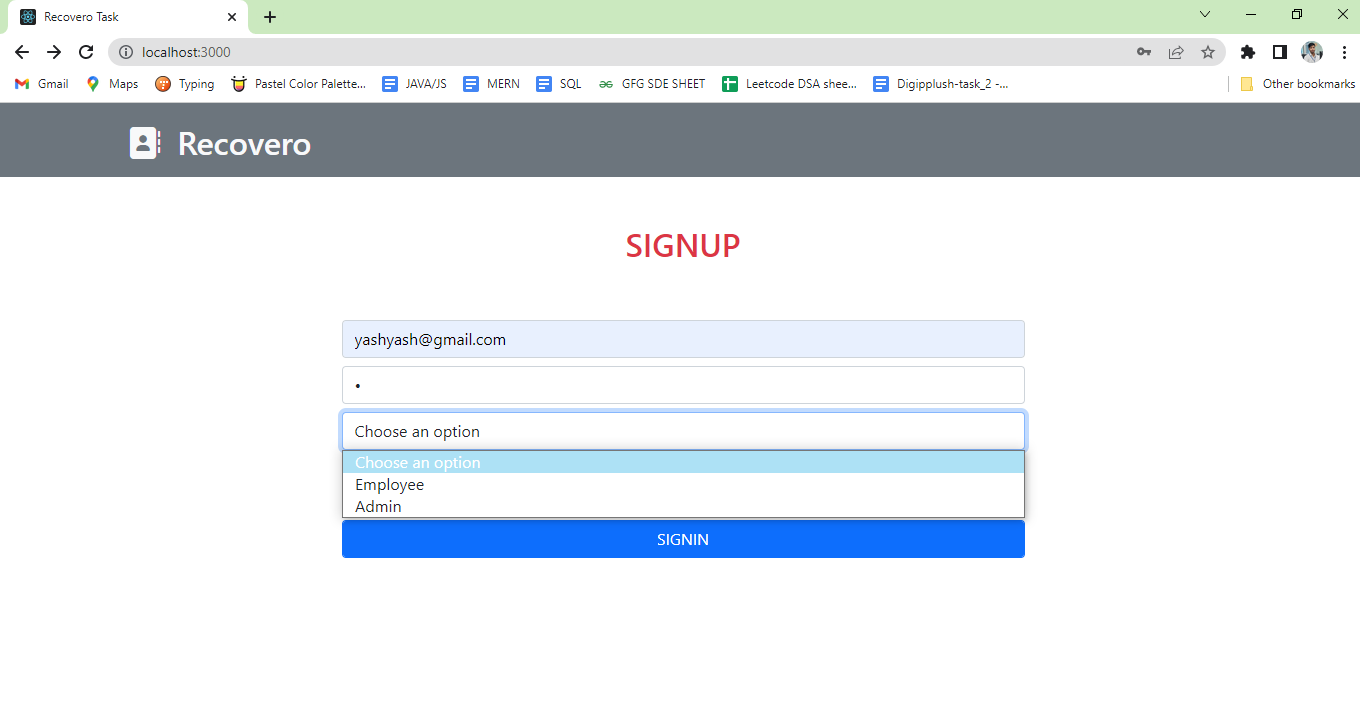 Recovero Task
localhost:3000
Gmail Maps Typing Pastel Color Palette... JAVA/JS MERN SQL GFG SDE SHEET Leetcode DSA shee... Digipplush-task_2 -... Other bookmarks
Recovero
SIGNUP
yashyash@gmail.com
Choose an option
Choose an option
Employee
Admin
SIGNIN